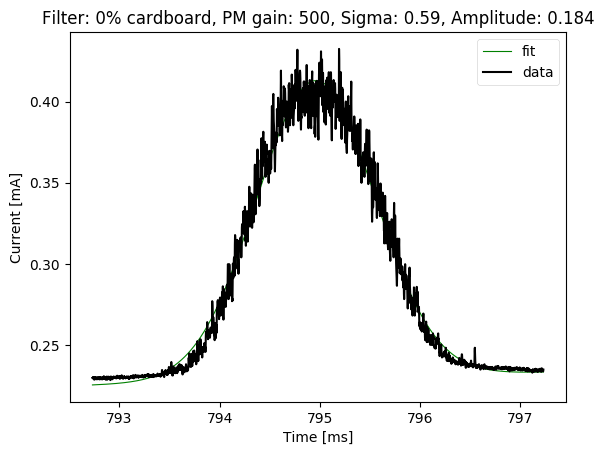 Filter: 0% cardboard, PM gain: 500, Sigma: 0.59, Amplitude: 0.184
fit
data
0.40
0.35
0.30
0.25
Current [mA]
793 794 795 796 797
Time [ms]